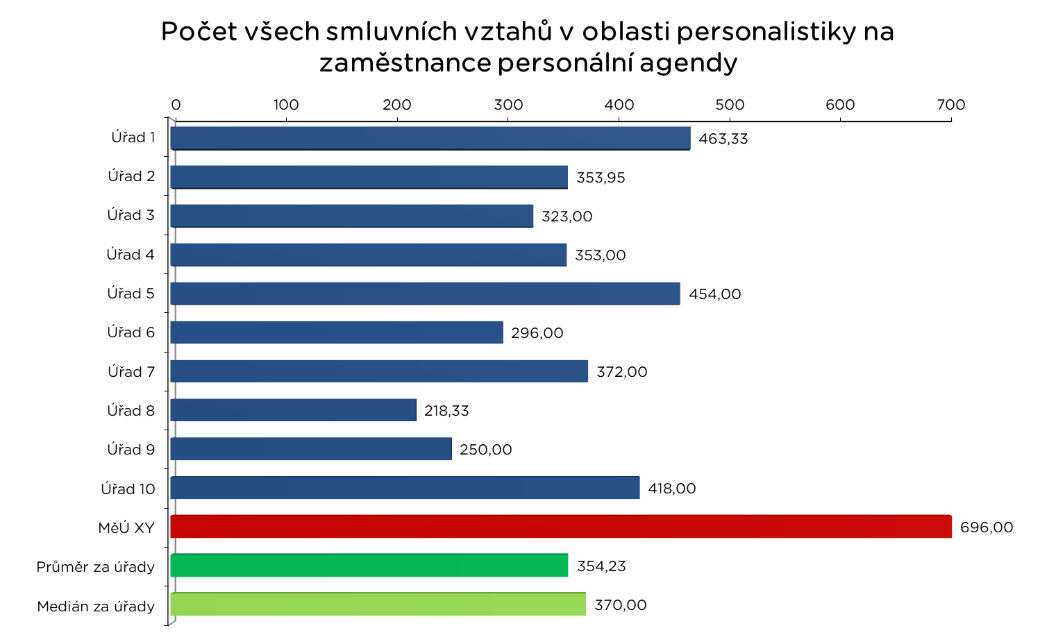 Počet všech smluvních vztahů v oblasti personalistiky na
zaměstnance personální agendy
0 100 200 300 400 500 600 700
Úřad 1 463,33
Úřad 2 353,95
Úřad 3 323,00
Úřad 4 353,00
Úřad 5 454,00
Úřad 6 296,00
Úřad 7 372,00
Úřad 8 218,33
Úřad 9 250,00
Úřad 10 418,00
MěÚ XY 696,00
Průměr za úřady 354,23
Medián za úřady 370,00